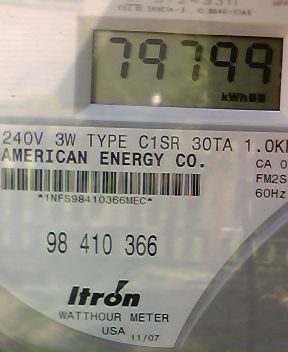 79799
kWh
240V 3W TYPE C1SR 30TA 1.0K
AMERICAN ENERGY CO.
CA 0
FM2S
60Hz
*1NFS98410366MEC*
98 410 366
Itron
WATTHOUR METER
USA 11/07